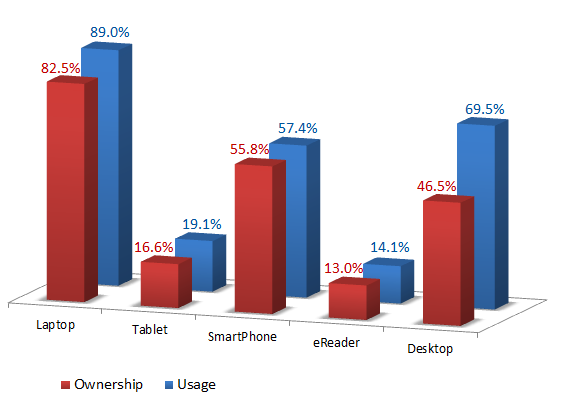 89.0%
82.5%
69.5%
57.4%
55.8%
46.5%
19.1%
16.6%
14.1%
13.0%
Laptop
Tablet
SmartPhone
eReader
Desktop
Ownership Usage